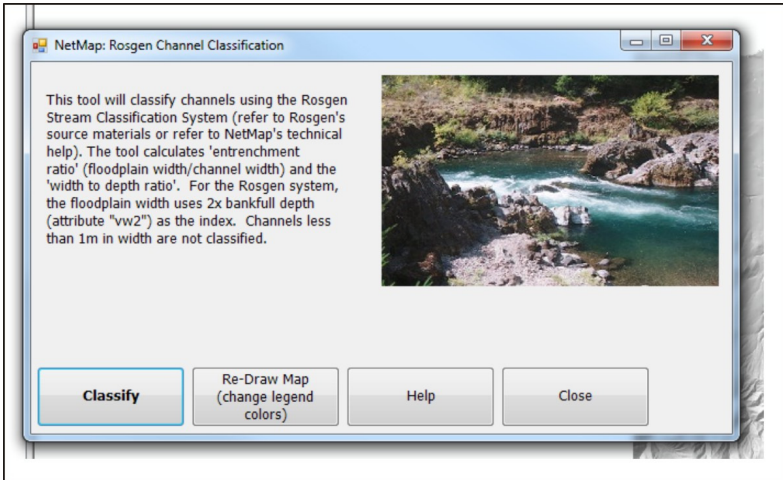 NetMap: Rosgen Channel Classification
This tool will classify channels using the Rosgen
Stream Classification System (refer to Rosgen's
source materials or refer to NetMap's technical
help). The tool calculates 'entrenchment
ratio' (floodplain width/channel width) and the
'width to depth ratio'.  For the Rosgen system,
the floodplain width uses 2x bankfull depth
(attribute "vw2") as the index.  Channels less
than 1m in width are not classified.
Classify
Re-Draw Map
(change legend
colors)
Help
Close